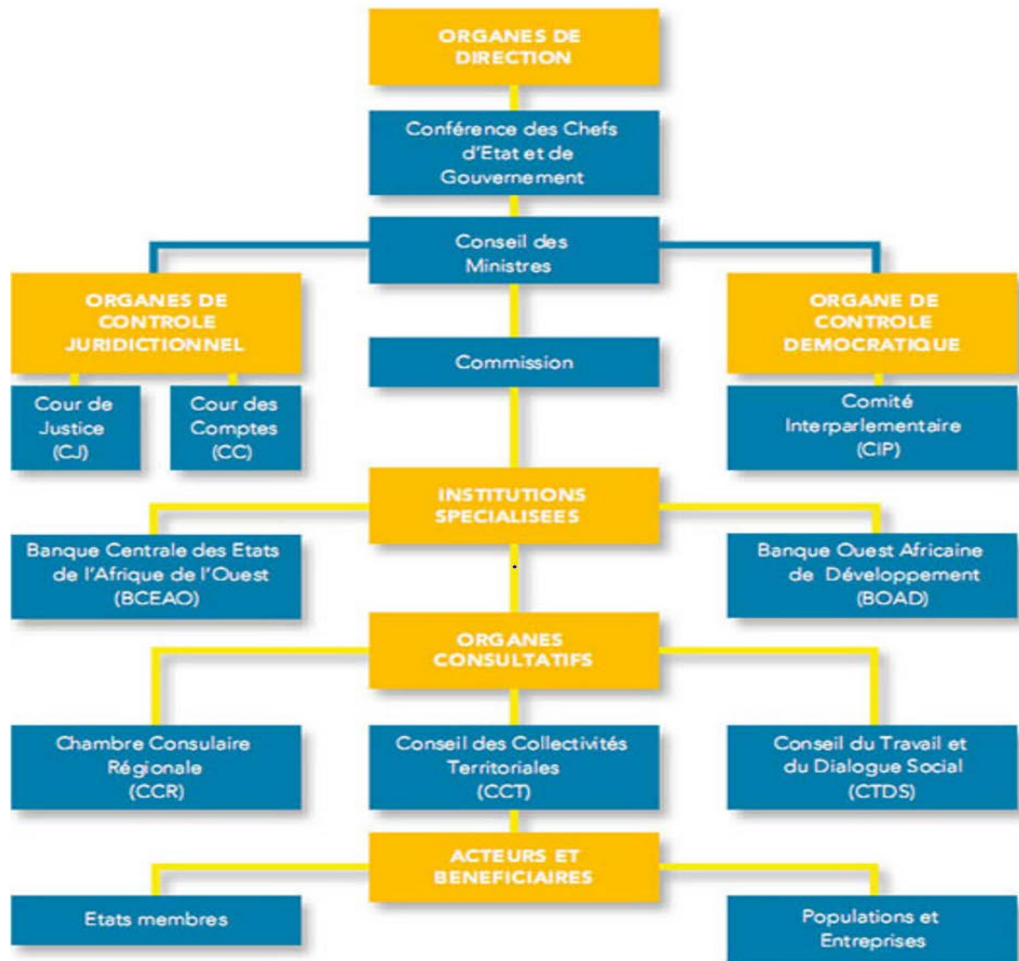 ORGANES DE
DIRECTION
Conférence des Chefs
d'Etat et de
Gouvernement
Conseil des
Ministres
ORGANES DE
CONTROLE
JURIDICTIONNEL
ORGANE DE
CONTROLE
DEMOCRATIQUE
Commission
Cour de
Justice
(CJ)
Cour des
Comptes
(CC)
Comité
Interparlementaire
(CIP)
INSTITUTIONS
SPECIALISEES
Banque Centrale des Etats
de l'Afrique de l'Ouest
(BCEAO)
Banque Ouest Africaine
de Développement
(BOAD)
ORGANES
CONSULTATIFS
Chambre Consulaire
Régionale
(CCR)
Conseil des Collectivités
Territoriales
(CCT)
Conseil du Travail et
du Dialogue Social
(CTDS)
ACTEURS ET
BENEFICIAIRES
Etats membres
Populations et
Entreprises